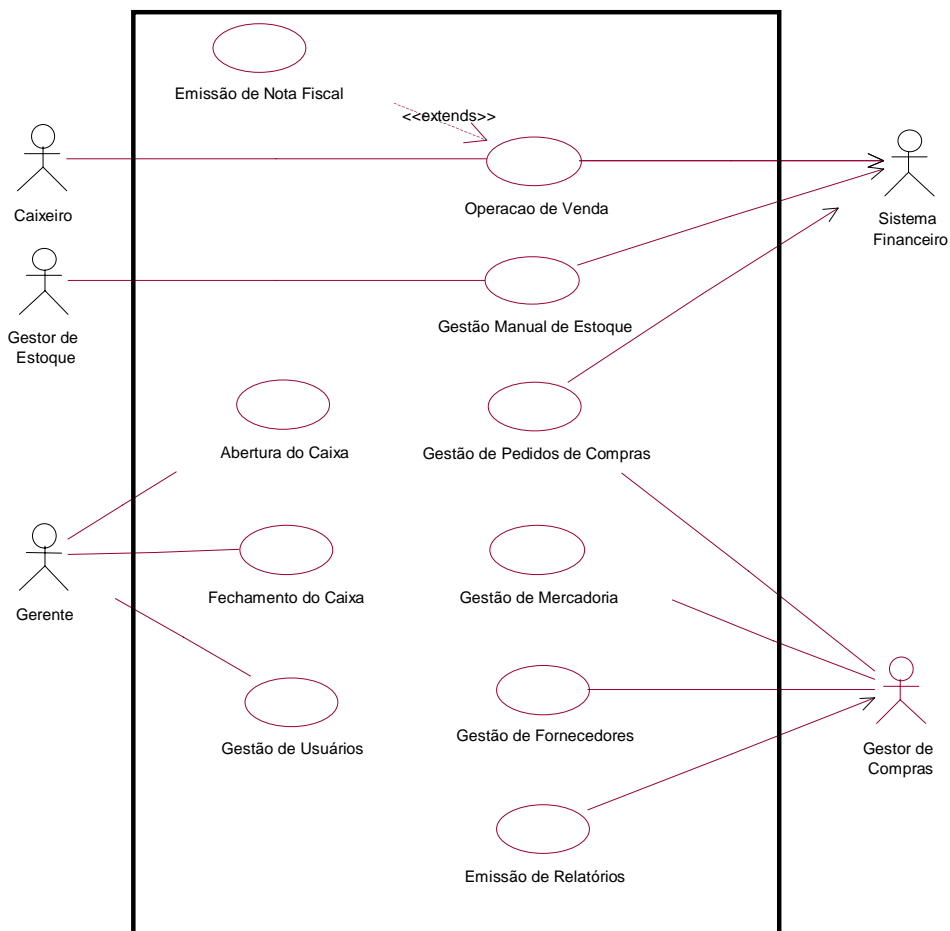 Emissão de Nota Fiscal
<<extends>>
Caixeiro
Operacao de Venda
Sistema
Financeiro
Gestor de
Estoque
Gestão Manual de Estoque
Abertura do Caixa
Gestão de Pedidos de Compras
Gerente
Fechamento do Caixa
Gestão de Mercadoria
Gestão de Usuários
Gestão de Fornecedores
Gestor de
Compras
Emissão de Relatórios